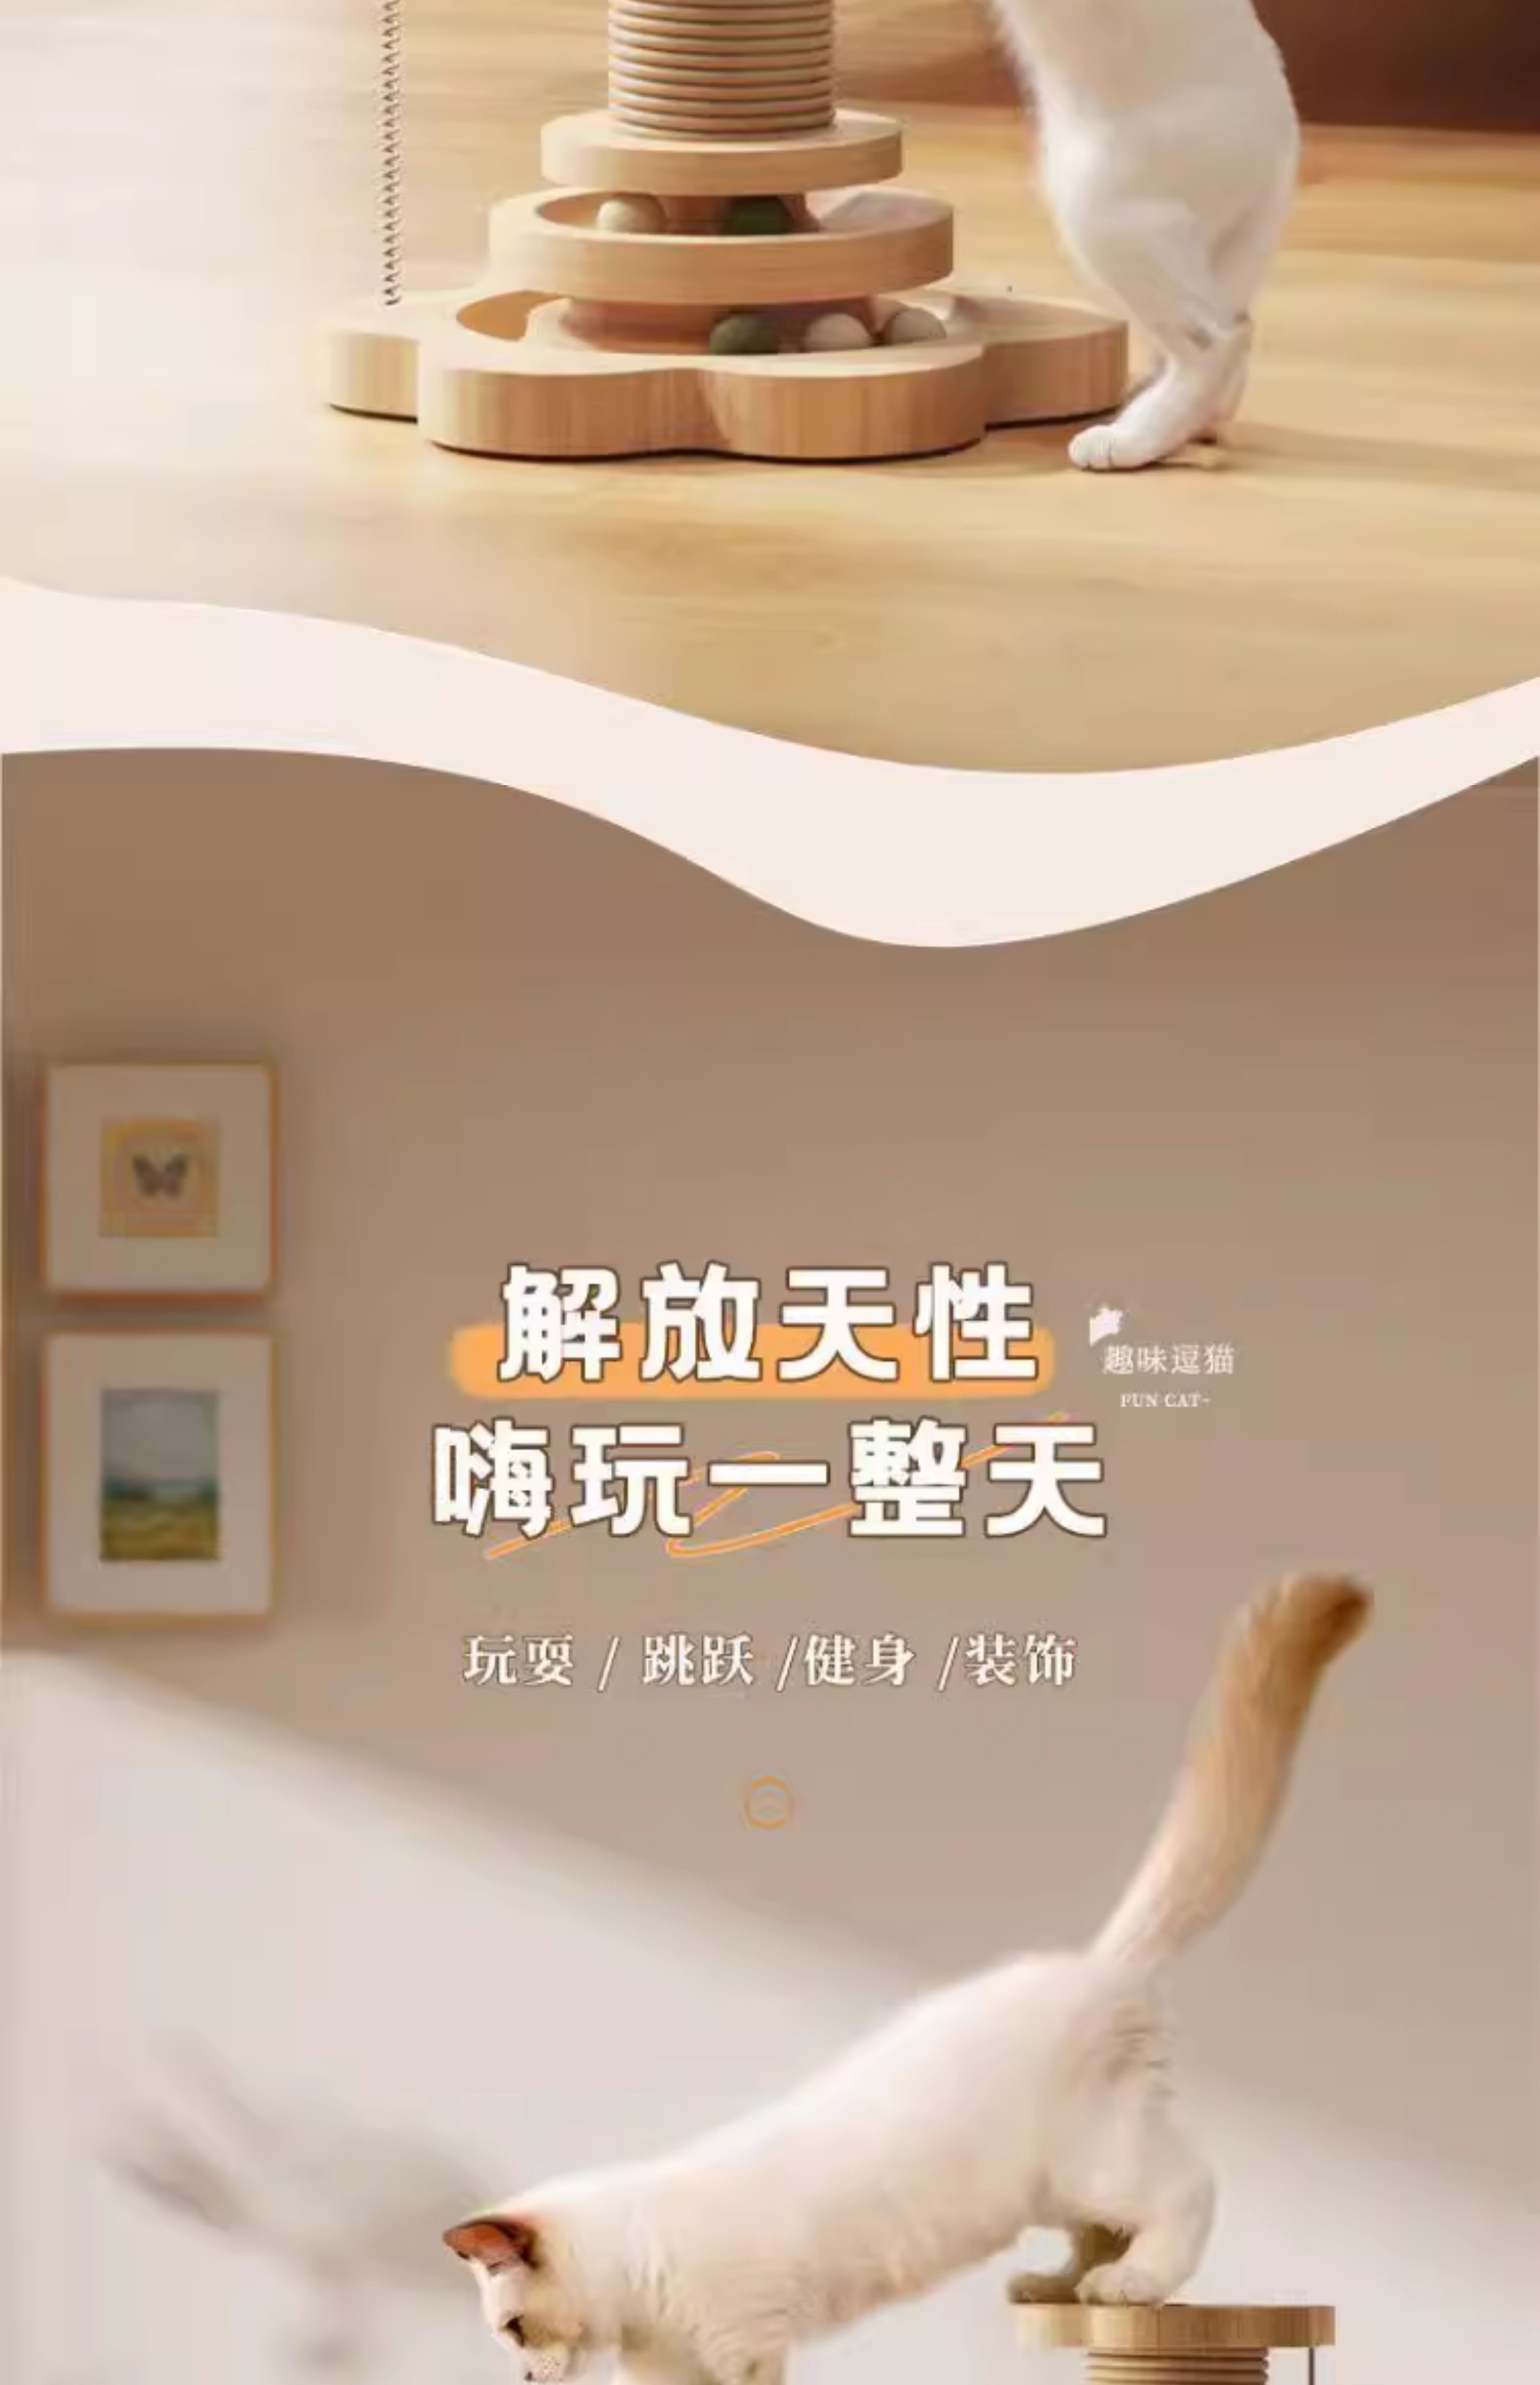 解放天性
趣味逗猫
FUN CAT~
嗨玩一整天
玩耍 / 跳跃 /健身 /装饰